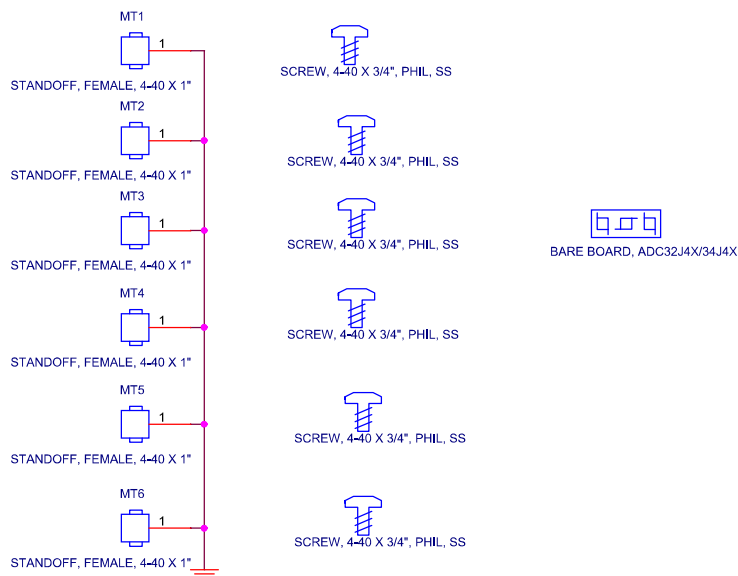 MT1
1
STANDOFF, FEMALE, 4-40 X 1"
SCREW, 4-40 X 3/4", PHIL, SS
MT2
1
STANDOFF, FEMALE, 4-40 X 1"
SCREW, 4-40 X 3/4", PHIL, SS
MT3
1
STANDOFF, FEMALE, 4-40 X 1"
SCREW, 4-40 X 3/4", PHIL, SS
BARE BOARD, ADC32J4X/34J4X
MT4
1
STANDOFF, FEMALE, 4-40 X 1"
SCREW, 4-40 X 3/4", PHIL, SS
MT5
1
STANDOFF, FEMALE, 4-40 X 1"
SCREW, 4-40 X 3/4", PHIL, SS
MT6
1
STANDOFF, FEMALE, 4-40 X 1"
SCREW, 4-40 X 3/4", PHIL, SS